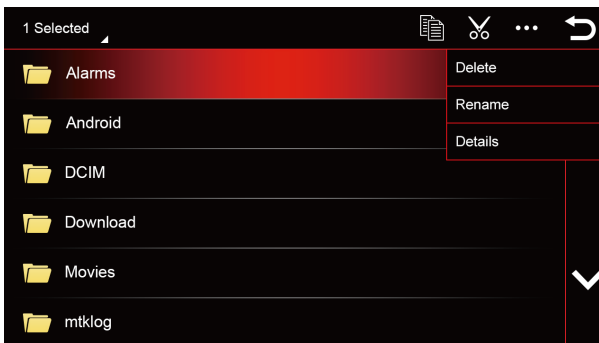 1 Selected
Alarms
Delete
Rename
Android
Details
DCIM
Download
Movies
mtklog